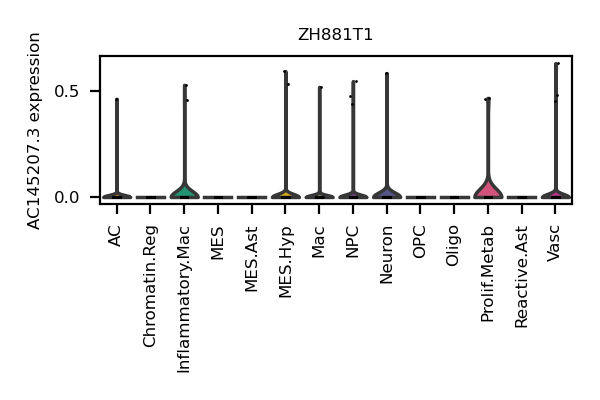 ZH881T1
AC145207.3 expression
0.5
0.0
AC
Chromatin.Reg
Inflammatory.Mac
MES
MES.Ast
MES.Hyp
Mac
NPC
Neuron
OPC
Oligo
Prolif.Metab
Reactive.Ast
Vasc